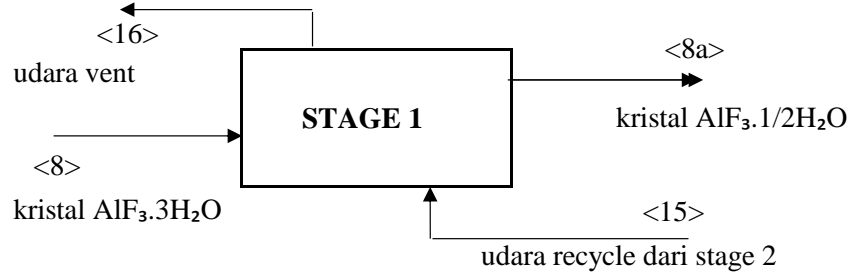 <16>
udara vent
<8a>
STAGE 1
kristal AlF₃.1/2H₂O
<8>
kristal AlF₃.3H₂O
<15>
udara recycle dari stage 2